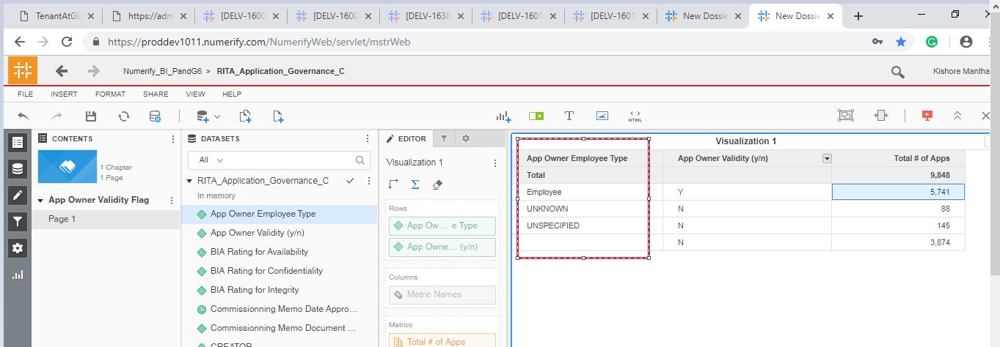 TenantAtGla
https://adm
[DELV-1600
[DELV-1600
[DELV-1638
[DELV-1601
[DELV-1601
New Dossie
New Dossie
https://proddev1011.numerify.com/NumerifyWeb/servlet/mstrWeb
Numerify_BI_PandG6 > RITA_Application_Governance_C
Kishore Mantha
FILE INSERT FORMAT SHARE VIEW HELP
T
HTML
CONTENTS
1 Chapter
1 Page
App Owner Validity Flag
Page 1
DATASETS
All
RITA_Application_Governance_C
In memory
App Owner Employee Type
App Owner Validity (y/n)
BIA Rating for Availability
BIA Rating for Confidentiality
BIA Rating for Integrity
Commissionning Memo Date Appro...
Commissionning Memo Document ...
CREATOR
EDITOR
Visualization 1
Rows
App Ow... e Type
App Owne... (y/n)
Columns
Metric Names
Metrics
Total # of Apps
Visualization 1
App Owner Employee Type App Owner Validity (y/n) Total # of Apps
Total 9,848
Employee Y 5,741
UNKNOWN N 88
UNSPECIFIED N 145
N 3,874